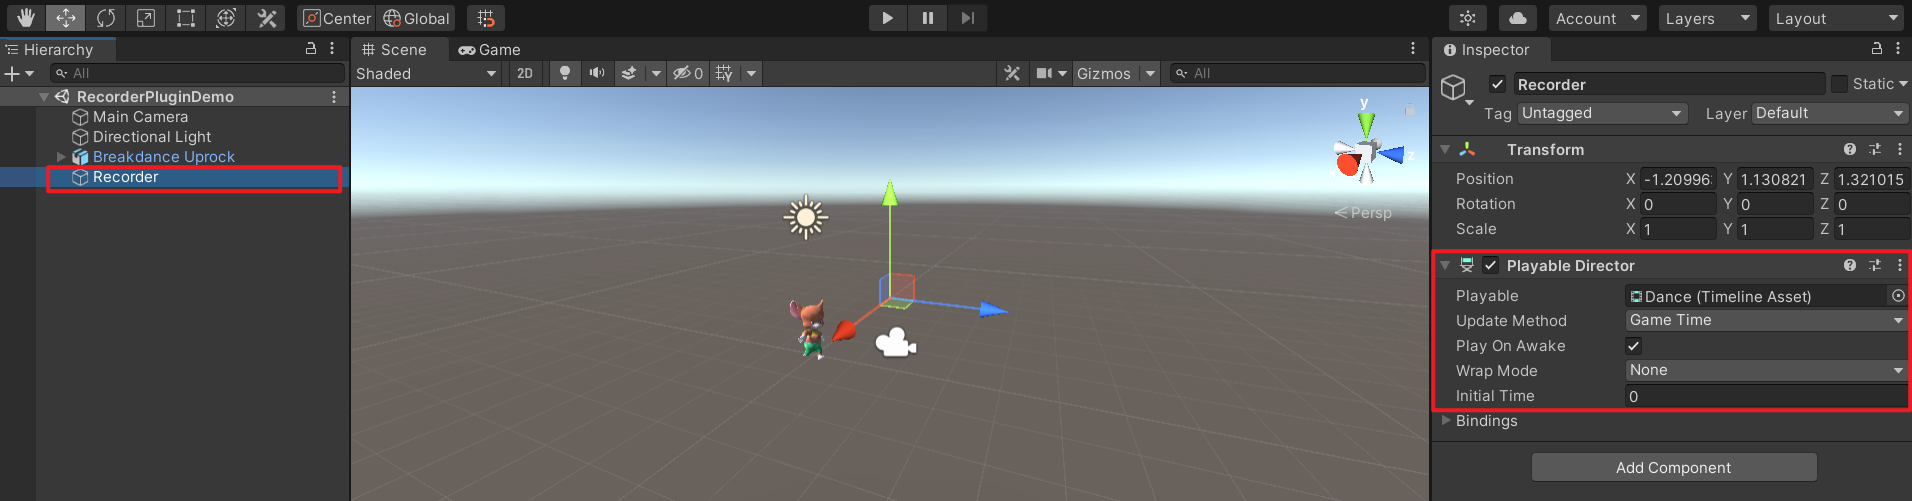 Center Global
Account Layers Layout
Hierarchy
All
RecorderPluginDemo
Main Camera
Directional Light
Breakdance Uprock
Recorder
Scene Game
Shaded 2D 0 Gizmos All
y
z
Persp
Inspector
Recorder Static
Tag Untagged Layer Default
Transform
Position X -1.20996 Y 1.130821 Z 1.321015
Rotation X 0 Y 0 Z 0
Scale X 1 Y 1 Z 1
Playable Director
Playable Dance (Timeline Asset)
Update Method Game Time
Play On Awake
Wrap Mode None
Initial Time 0
Bindings
Add Component